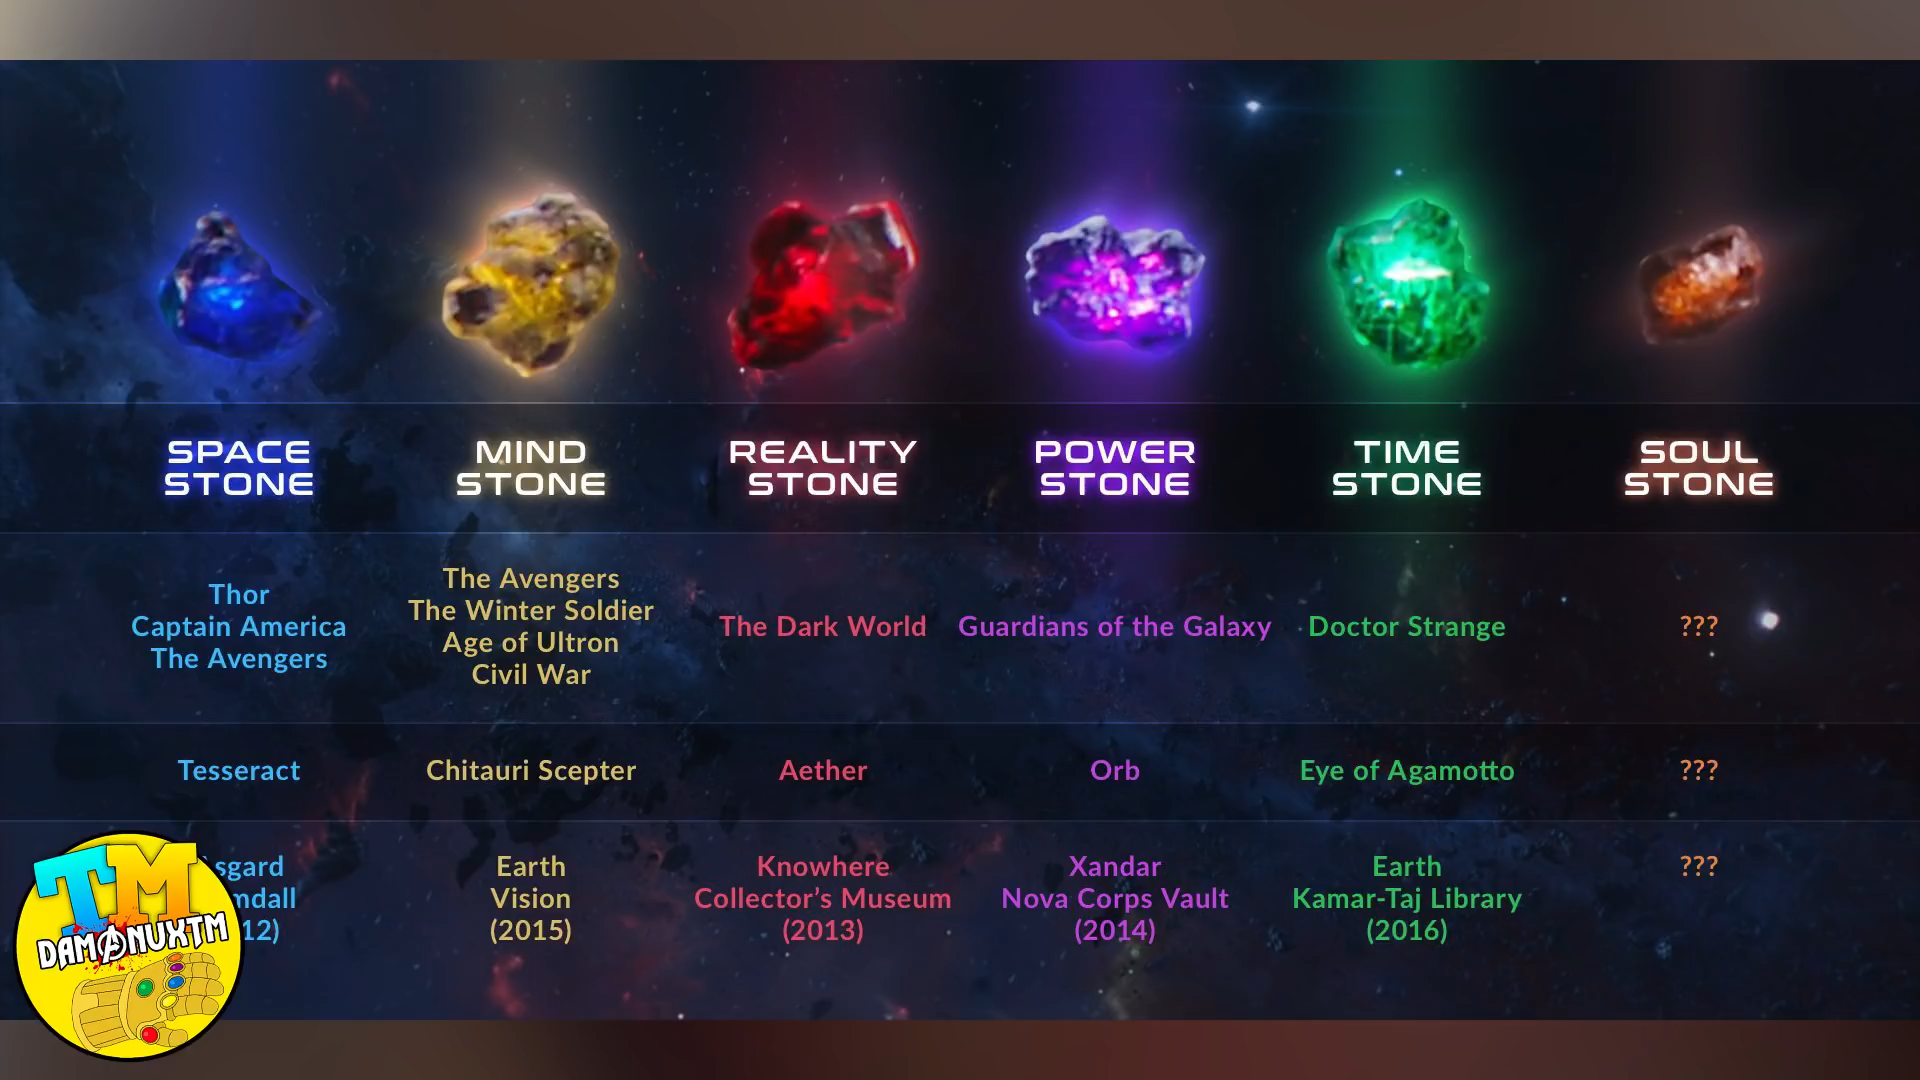 SPACE
STONE
MIND
STONE
REALITY
STONE
POWER
STONE
TIME
STONE
SOUL
STONE
Thor
Captain America
The Avengers
The Avengers
The Winter Soldier
Age of Ultron
Civil War
The Dark World
Guardians of the Galaxy
Doctor Strange
???
Tesseract
Chitauri Scepter
Aether
Orb
Eye of Agamotto
???
Earth
Vision
(2015)
Knowhere
Collector’s Museum
(2013)
Xandar
Nova Corps Vault
(2014)
Earth
Kamar-Taj Library
(2016)
???
TM
DAMANUXTM